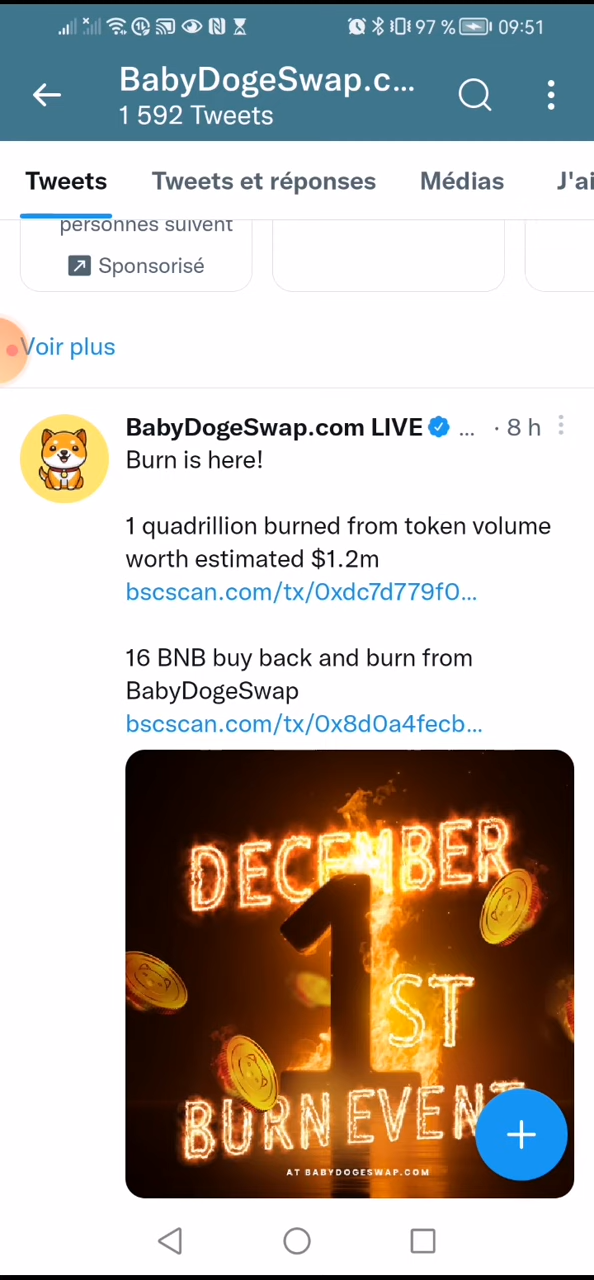 97 % 09:51
BabyDogeSwap.c...
1 592 Tweets
Tweets Tweets et réponses Médias J'ai
personnes suivent
Sponsorisé
Voir plus
BabyDogeSwap.com LIVE ... · 8 h
Burn is here!
1 quadrillion burned from token volume
worth estimated $1.2m
bscscan.com/tx/0xdc7d779f0...
16 BNB buy back and burn from
BabyDogeSwap
bscscan.com/tx/0x8d0a4fecb...
DECEMBER
1ST
BURN EVENT
AT BABYDOGESWAP.COM